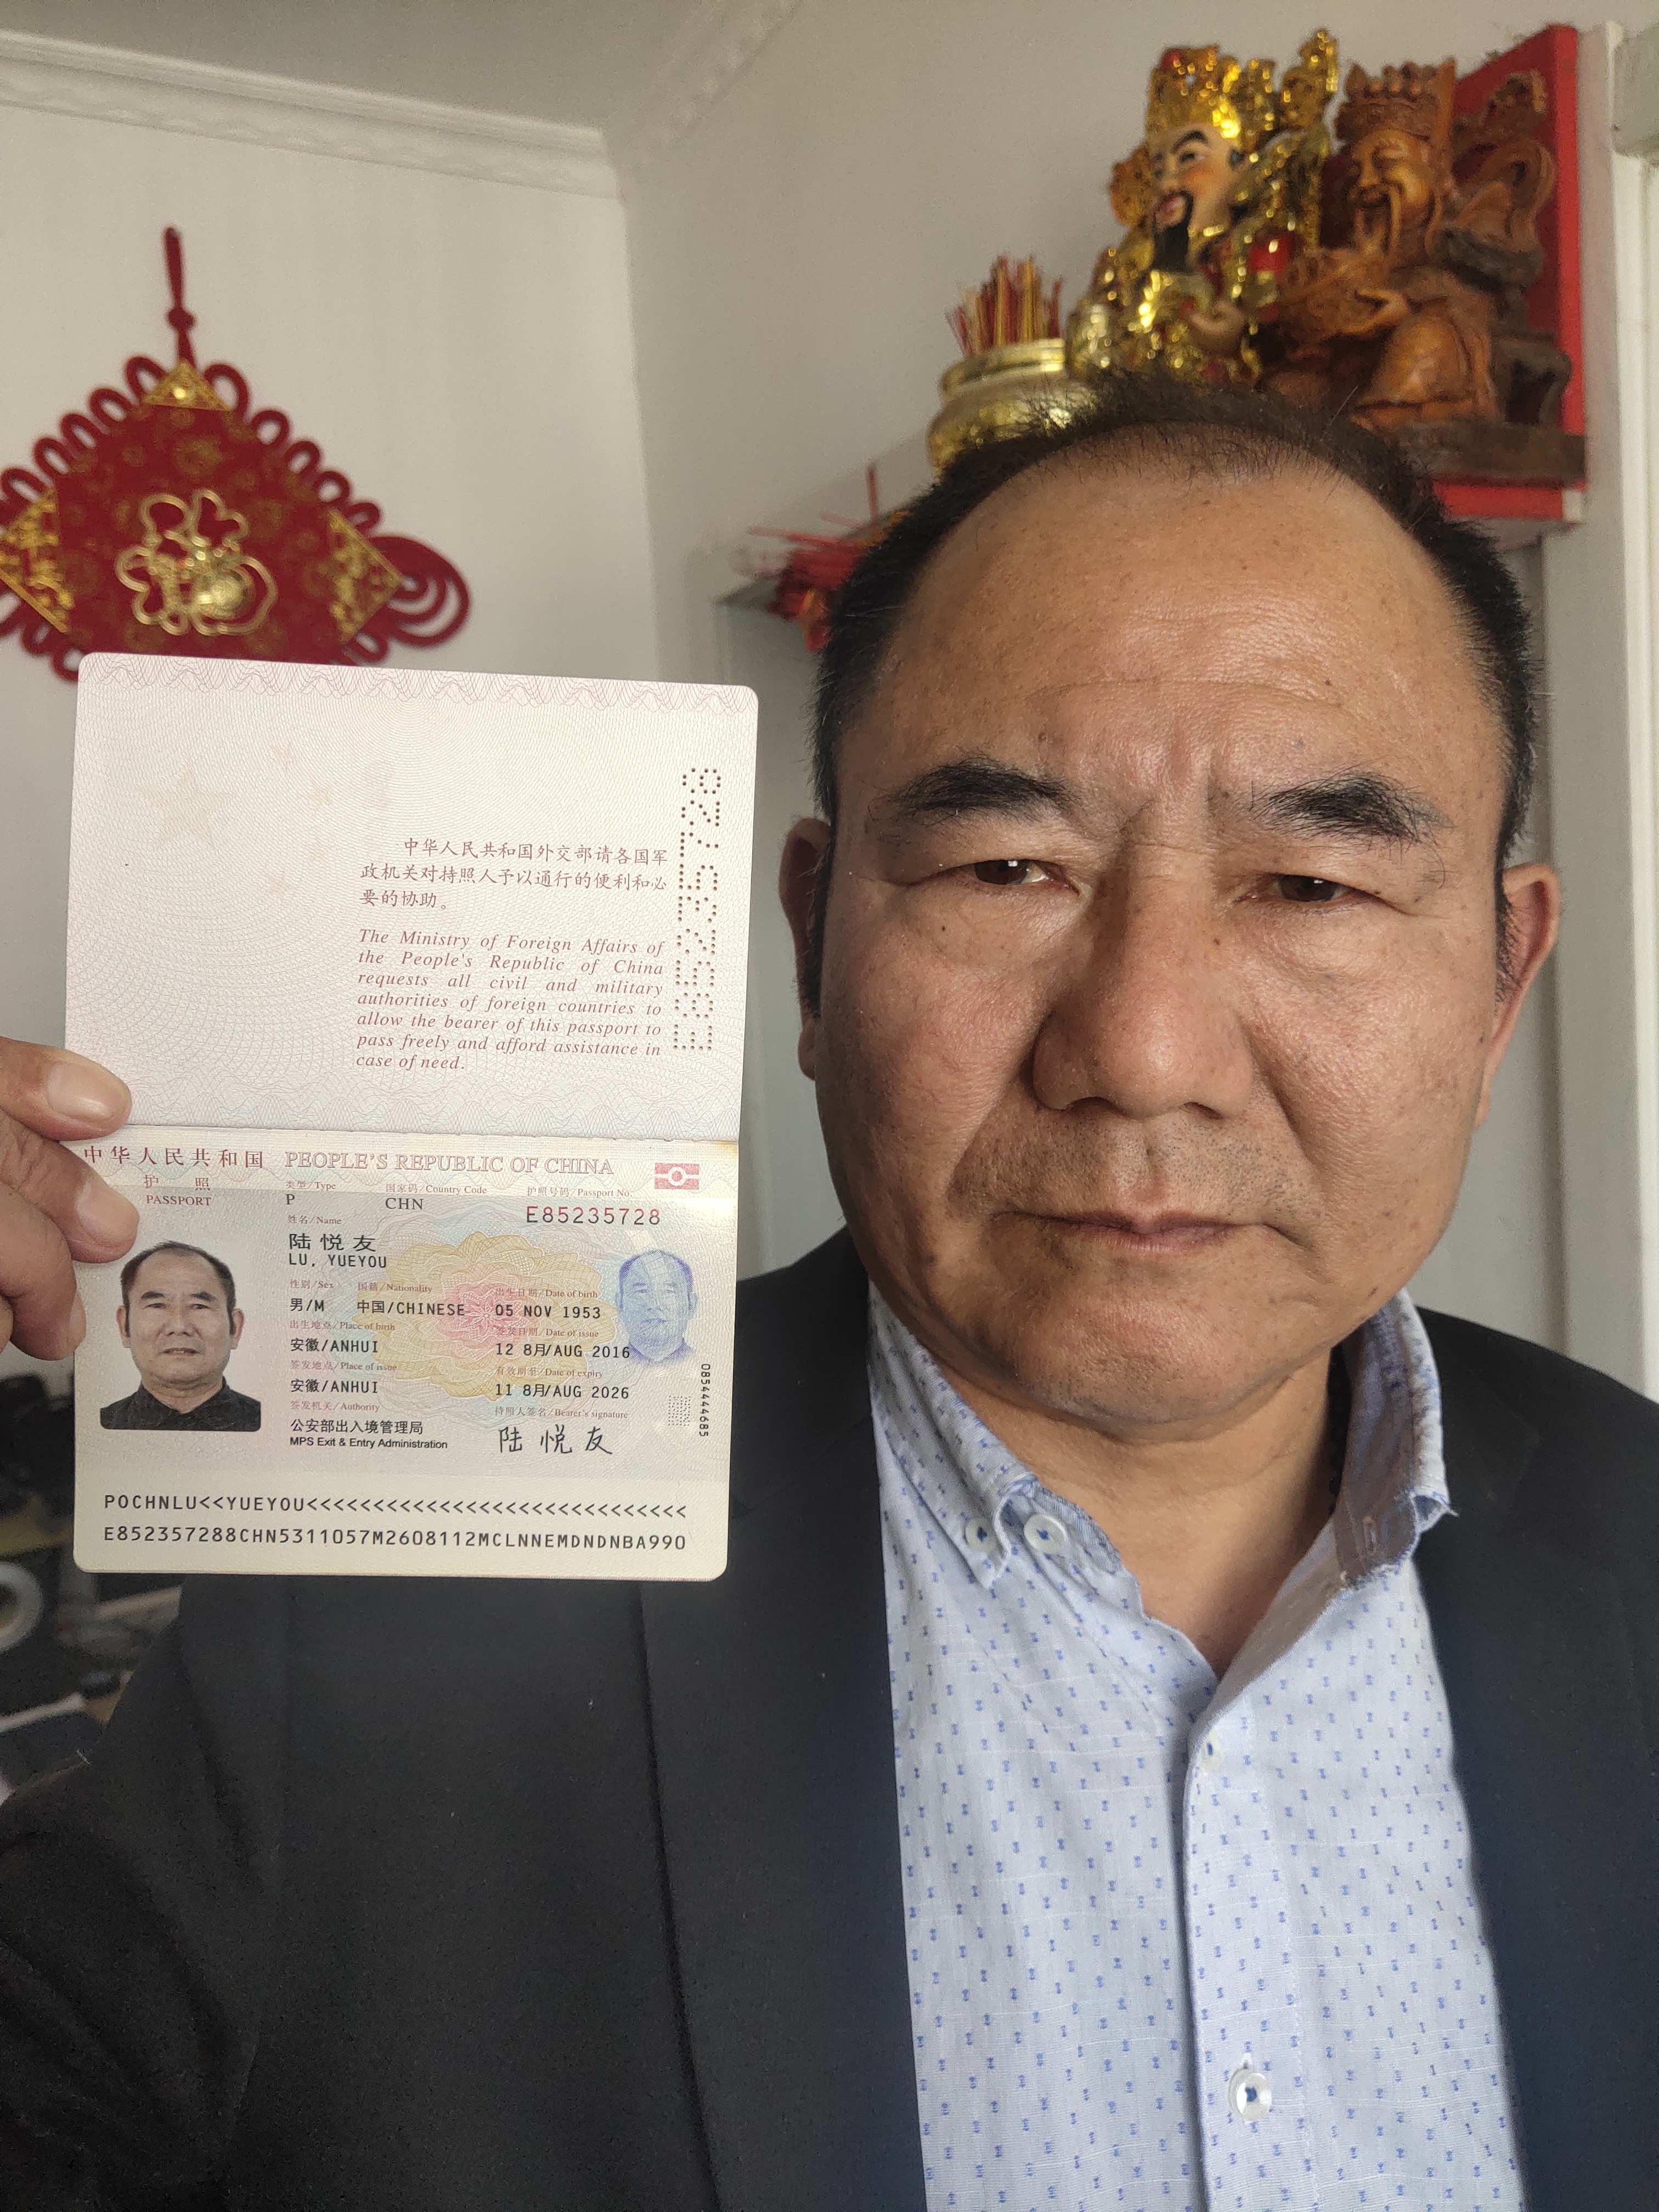 中华人民共和国外交部请各国军
政机关对持照人予以通行的便利和必
要的协助。
The Ministry of Foreign Affairs of
the People's Republic of China
requests all civil and military
authorities of foreign countries to
allow the bearer of this passport to
pass freely and afford assistance in
case of need.
E85235728
中华人民共和国 PEOPLE'S REPUBLIC OF CHINA
护 照
PASSPORT
类型/Type 国家码/Country Code 护照号码/Passport No.
P CHN E85235728
姓名/Name
陆悦友
LU, YUEYOU
性别/Sex 国籍/Nationality 出生日期/Date of birth
男/M 中国/CHINESE 05 NOV 1953
出生地点/Place of birth 签发日期/Date of issue
安徽/ANHUI 12 8月/AUG 2016
签发地点/Place of issue 有效期至/Date of expiry
安徽/ANHUI 11 8月/AUG 2026
签发机关/Authority 持照人签名/Bearer's signature
公安部出入境管理局
MPS Exit & Entry Administration
陆悦友
0854444685
POCHNLU<<YUEYOU<<<<<<<<<<<<<<<<<<<<<<<<<<<<<
E852357288CHN5311057M2608112MCLNNEMDNDNBA990